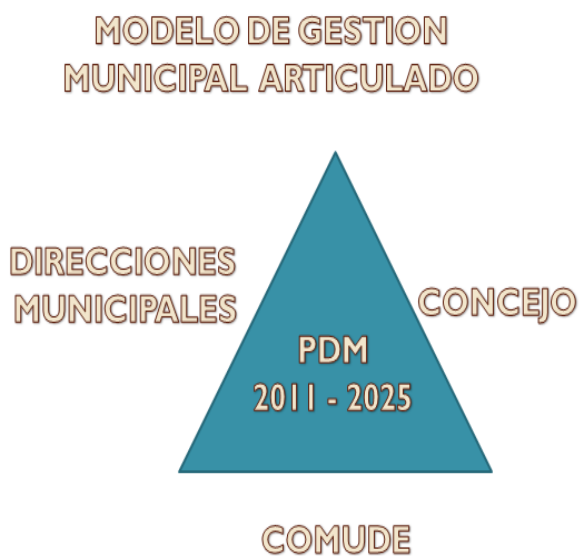 MODELO DE GESTION
MUNICIPAL ARTICULADO
DIRECCIONES
MUNICIPALES
CONCEJO
PDM
2011 - 2025
COMUDE